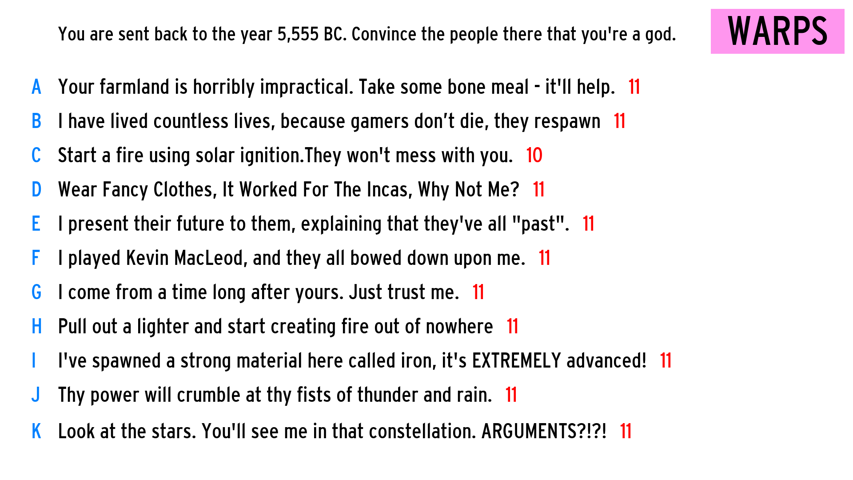 You are sent back to the year 5,555 BC. Convince the people there that you're a god.
WARPS
A Your farmland is horribly impractical. Take some bone meal - it'll help. 11
B I have lived countless lives, because gamers don’t die, they respawn 11
C Start a fire using solar ignition.They won't mess with you. 10
D Wear Fancy Clothes, It Worked For The Incas, Why Not Me? 11
E I present their future to them, explaining that they've all "past". 11
F I played Kevin MacLeod, and they all bowed down upon me. 11
G I come from a time long after yours. Just trust me. 11
H Pull out a lighter and start creating fire out of nowhere 11
I I've spawned a strong material here called iron, it's EXTREMELY advanced! 11
J Thy power will crumble at thy fists of thunder and rain. 11
K Look at the stars. You'll see me in that constellation. ARGUMENTS?!?! 11